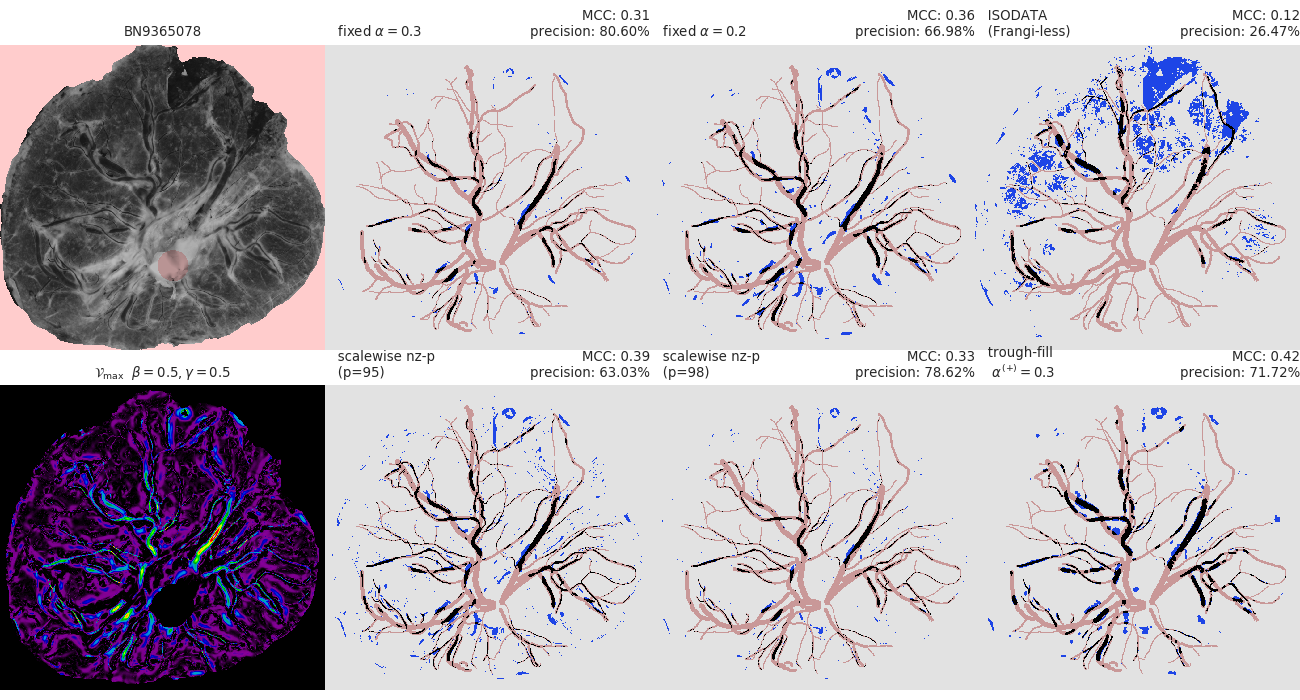 BN9365078
fixed α = 0.3
MCC: 0.31
precision: 80.60%
fixed α = 0.2
MCC: 0.36
precision: 66.98%
ISODATA
(Frangi-less)
MCC: 0.12
precision: 26.47%
𝒱max β = 0.5, γ = 0.5
scalewise nz-p
(p=95)
MCC: 0.39
precision: 63.03%
scalewise nz-p
(p=98)
MCC: 0.33
precision: 78.62%
trough-fill
α(+) = 0.3
MCC: 0.42
precision: 71.72%